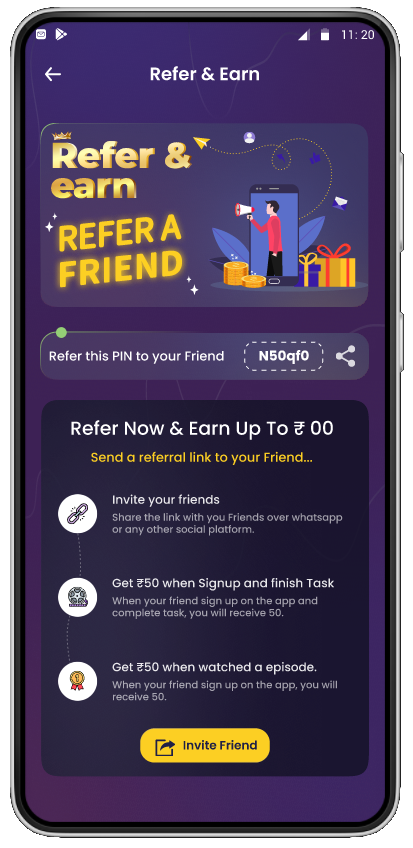 11: 20
Refer & Earn
Refer &
earn
REFER A
FRIEND
Refer this PIN to your Friend
N50qf0
Refer Now & Earn Up To ₹ 00
Send a referral link to your Friend...
Invite your friends
Share the link with you Friends over whatsapp
or any other social platform.
Get ₹50 when Signup and finish Task
When your friend sign up on the app and
complete task, you will receive 50.
Get ₹50 when watched a episode.
When your friend sign up on the app, you will
receive 50.
Invite Friend